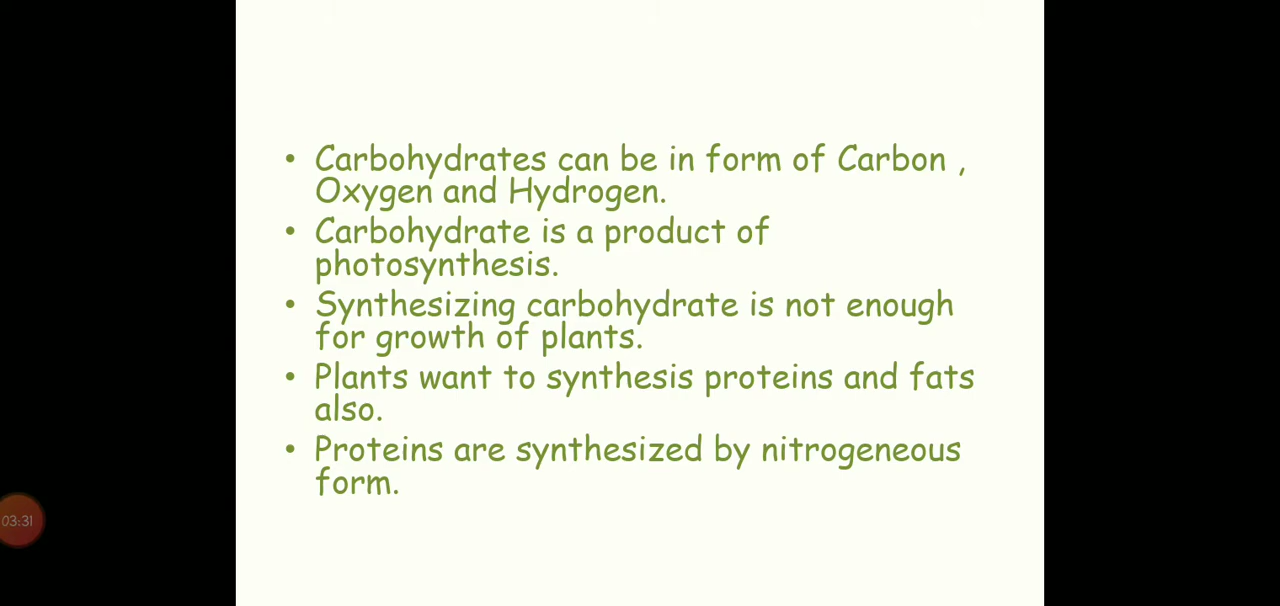 • Carbohydrates can be in form of Carbon ,
Oxygen and Hydrogen.
• Carbohydrate is a product of
photosynthesis.
• Synthesizing carbohydrate is not enough
for growth of plants.
• Plants want to synthesis proteins and fats
also.
• Proteins are synthesized by nitrogeneous
form.
03:31